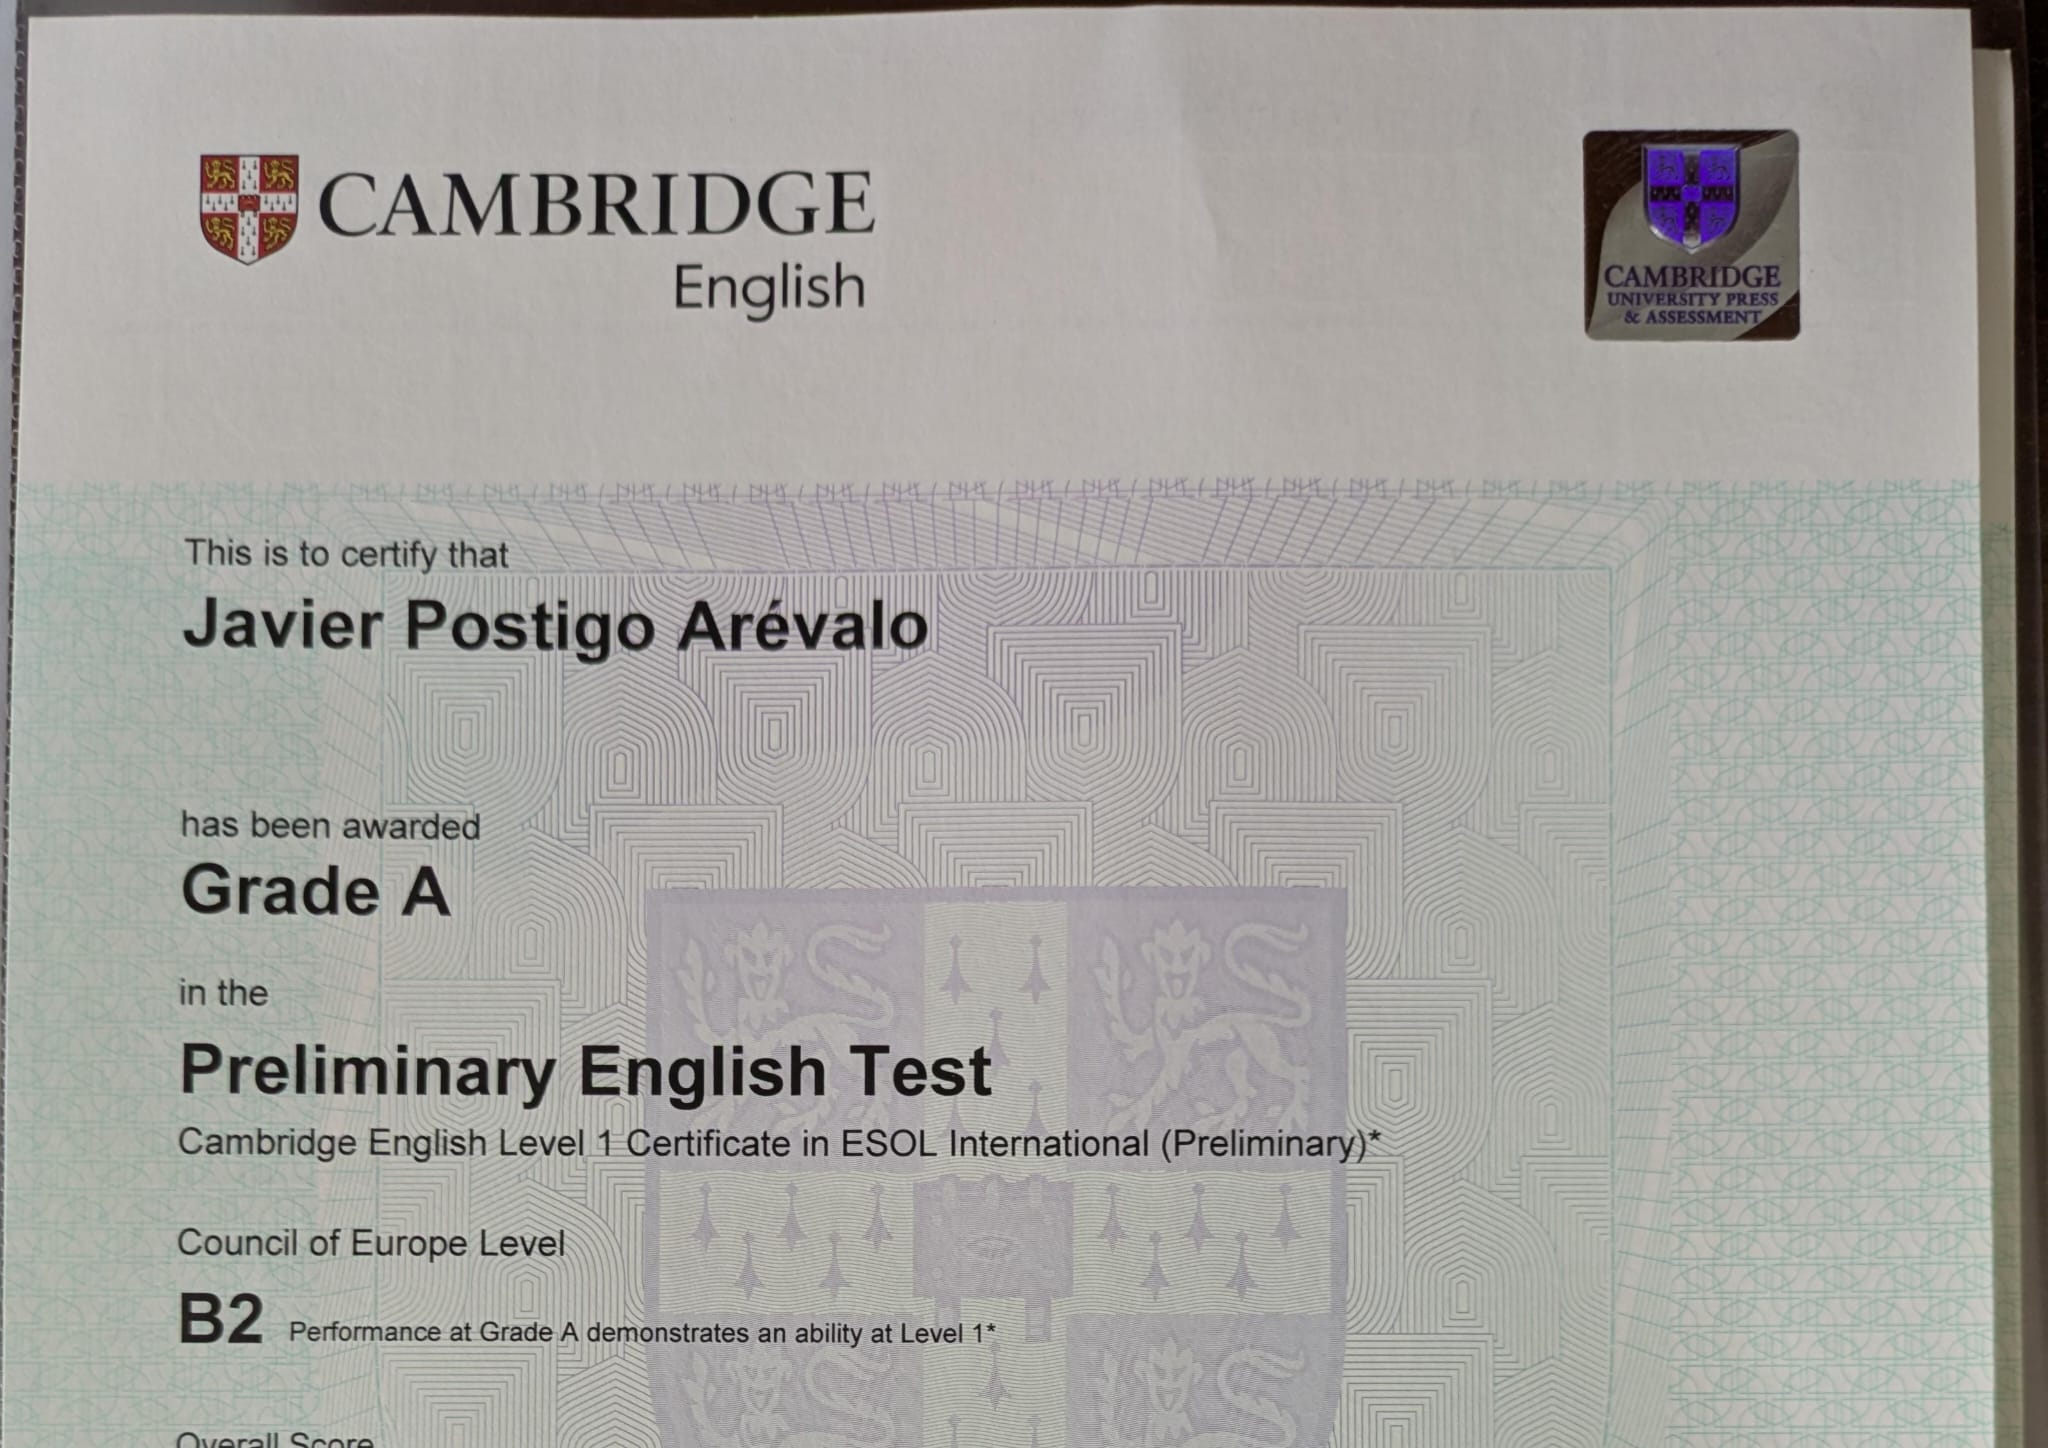 CAMBRIDGE
English
CAMBRIDGE
UNIVERSITY PRESS
& ASSESSMENT
This is to certify that
Javier Postigo Arévalo
has been awarded
Grade A
in the
Preliminary English Test
Cambridge English Level 1 Certificate in ESOL International (Preliminary)*
Council of Europe Level
B2 Performance at Grade A demonstrates an ability at Level 1*
Overall Score